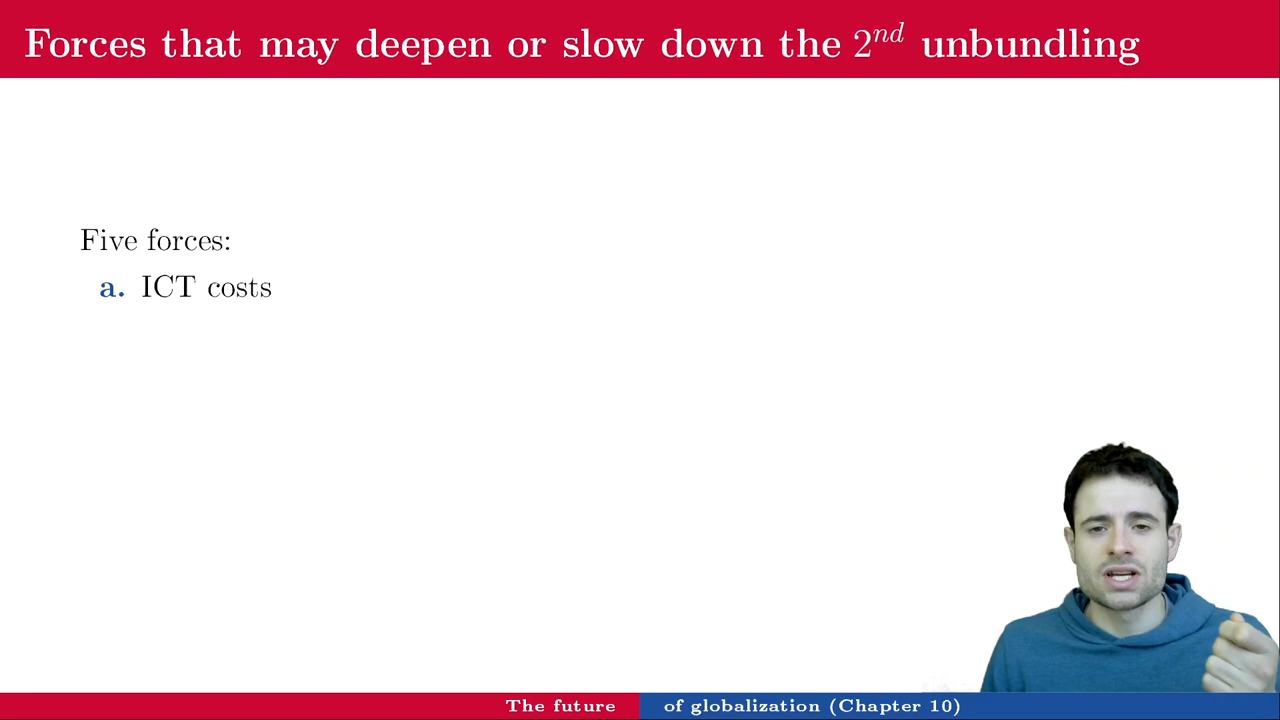 Forces that may deepen or slow down the 2nd unbundling
Five forces:
a. ICT costs
The future of globalization (Chapter 10)